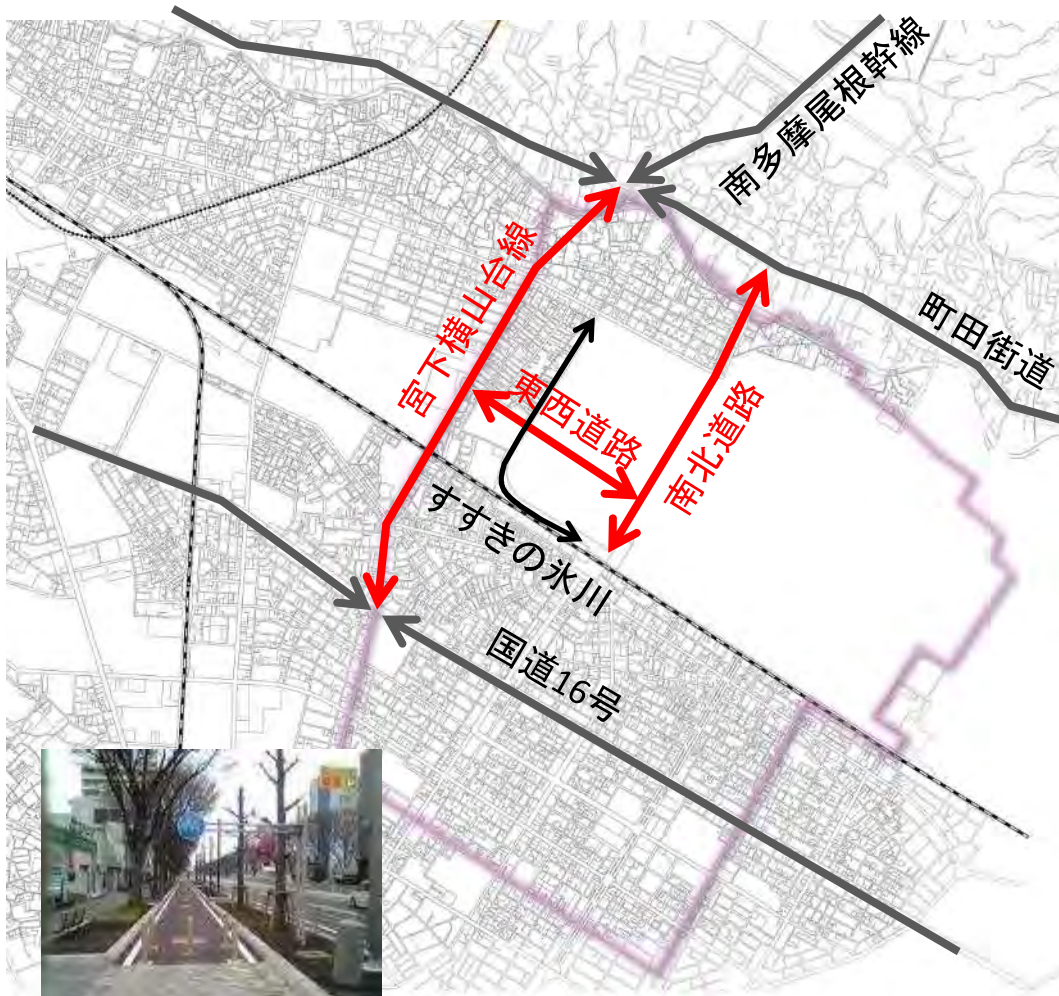 南多摩尾根幹線
町田街道
宮下横山台線
東西道路
南北道路
すすきの氷川
国道16号